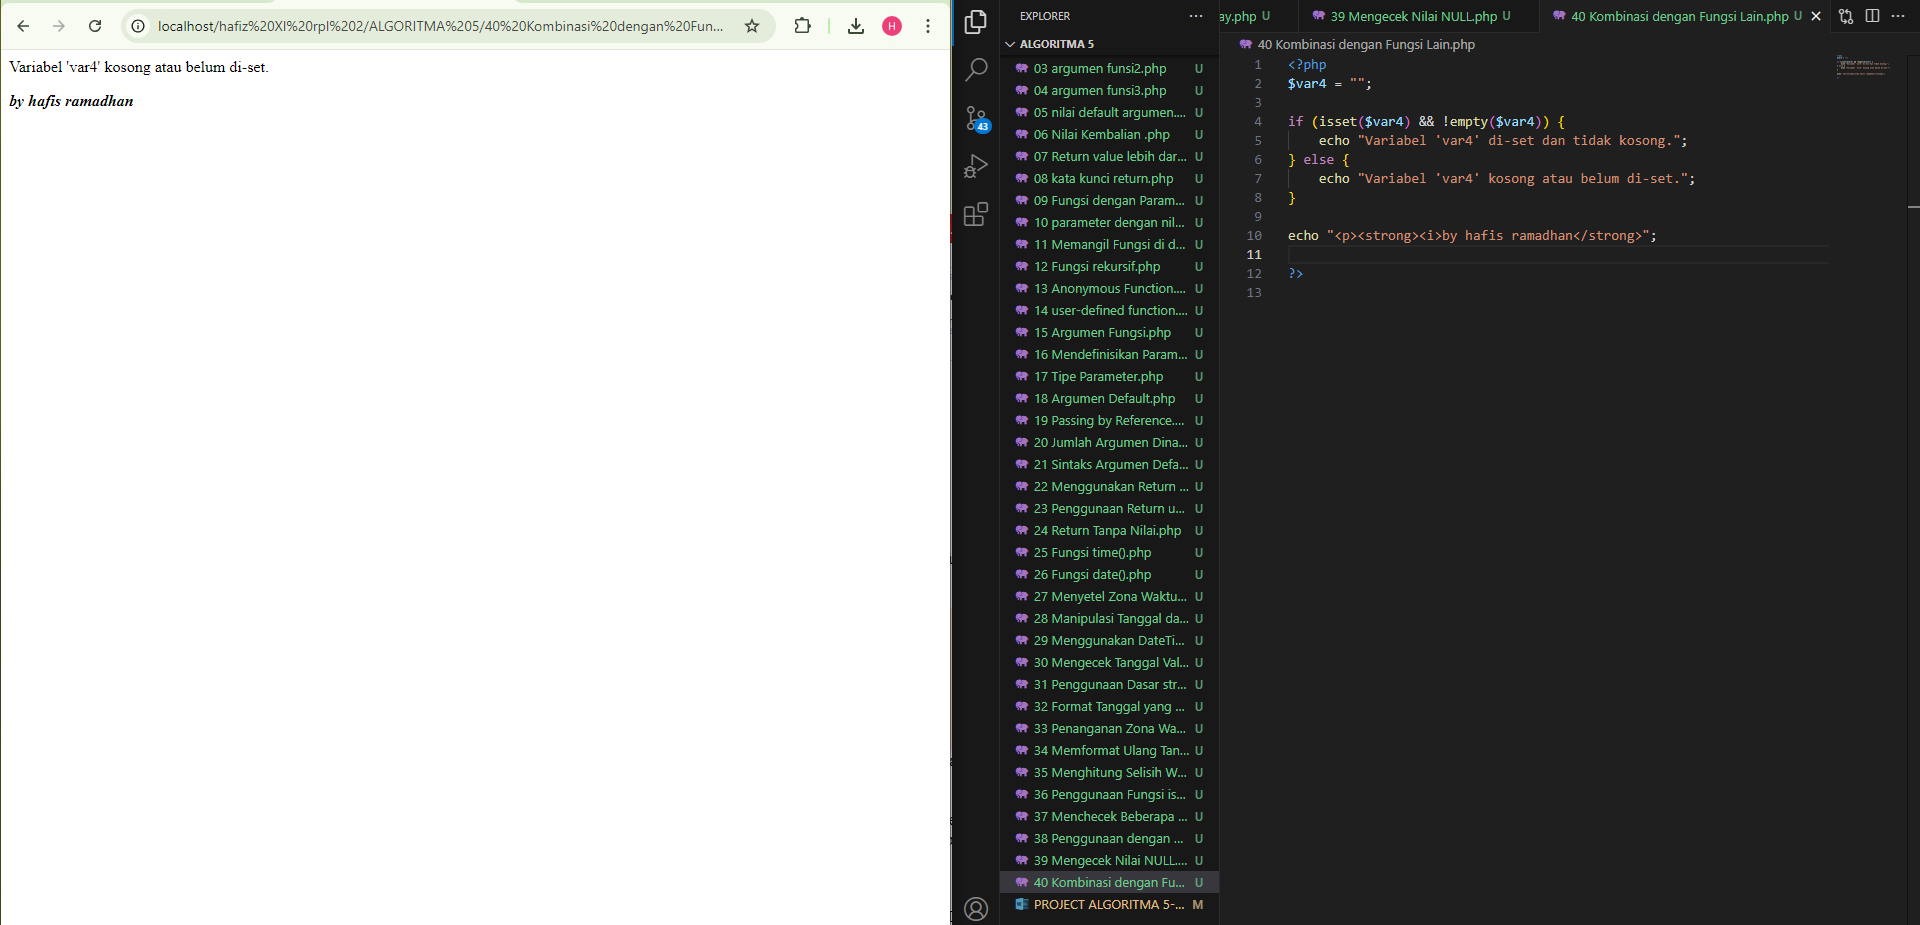 localhost/hafiz%20XI%20rpl%202/ALGORITMA%205/40%20Kombinasi%20dengan%20Fun...
H
Variabel 'var4' kosong atau belum di-set.
by hafis ramadhan
43
EXPLORER
ALGORITMA 5
03 argumen funsi2.php U
04 argumen funsi3.php U
05 nilai default argumen.... U
06 Nilai Kembalian .php U
07 Return value lebih dar... U
08 kata kunci return.php U
09 Fungsi dengan Param... U
10 parameter dengan nil... U
11 Memangil Fungsi di d... U
12 Fungsi rekursif.php U
13 Anonymous Function.... U
14 user-defined function.... U
15 Argumen Fungsi.php U
16 Mendefinisikan Param... U
17 Tipe Parameter.php U
18 Argumen Default.php U
19 Passing by Reference.... U
20 Jumlah Argumen Dina... U
21 Sintaks Argumen Defa... U
22 Menggunakan Return ... U
23 Penggunaan Return u... U
24 Return Tanpa Nilai.php U
25 Fungsi time().php U
26 Fungsi date().php U
27 Menyetel Zona Waktu... U
28 Manipulasi Tanggal da... U
29 Menggunakan DateTi... U
30 Mengecek Tanggal Val... U
31 Penggunaan Dasar str... U
32 Format Tanggal yang ... U
33 Penanganan Zona Wa... U
34 Memformat Ulang Tan... U
35 Menghitung Selisih W... U
36 Penggunaan Fungsi is... U
37 Menchecek Beberapa ... U
38 Penggunaan dengan ... U
39 Mengecek Nilai NULL.... U
40 Kombinasi dengan Fu... U
PROJECT ALGORITMA 5-... M
ay.php U 39 Mengecek Nilai NULL.php U 40 Kombinasi dengan Fungsi Lain.php U
40 Kombinasi dengan Fungsi Lain.php
1 <?php
2 $var4 = "";
3
4 if (isset($var4) && !empty($var4)) {
5 echo "Variabel 'var4' di-set dan tidak kosong.";
6 } else {
7 echo "Variabel 'var4' kosong atau belum di-set.";
8 }
9
10 echo "<p><strong><i>by hafis ramadhan</strong>";
11
12 ?>
13